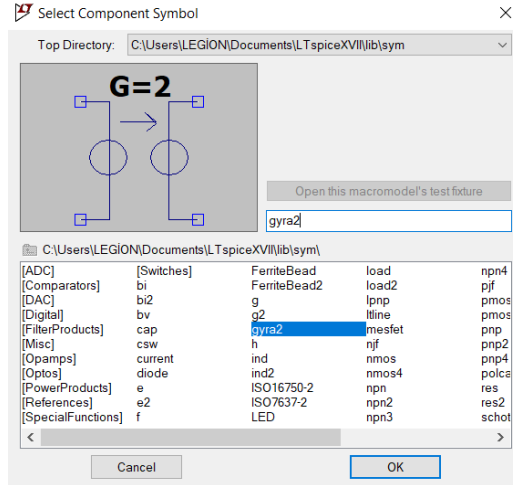 Select Component Symbol
Top Directory: C:\Users\LEGİON\Documents\LTspiceXVII\lib\sym
G=2
Open this macromodel's test fixture
gyra2
C:\Users\LEGİON\Documents\LTspiceXVII\lib\sym\
[ADC] [Switches] FerriteBead load npn4
[Comparators] bi FerriteBead2 load2 pjf
[DAC] bi2 g lpnp pmos
[Digital] bv g2 ltline pmos
[FilterProducts] cap gyra2 mesfet pnp
[Misc] csw h njf pnp2
[Opamps] current ind nmos pnp4
[Optos] diode ind2 nmos4 polca
[PowerProducts] e ISO16750-2 npn res
[References] e2 ISO7637-2 npn2 res2
[SpecialFunctions] f LED npn3 schot
Cancel OK